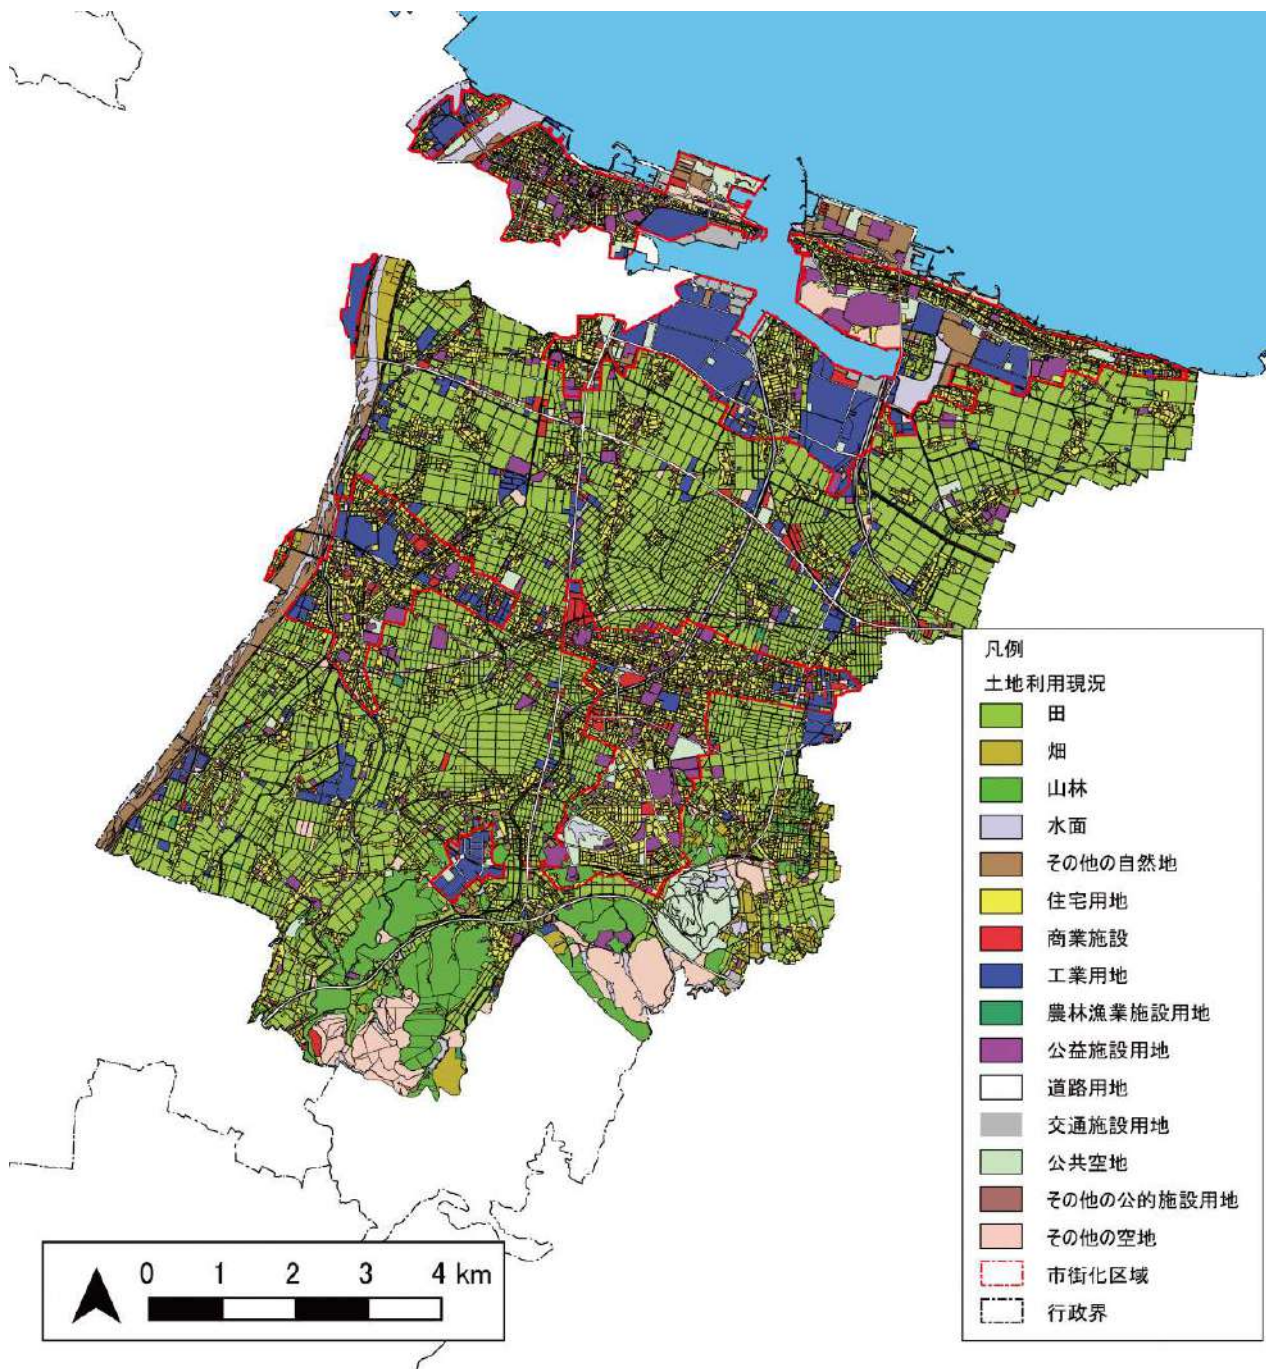 凡例
土地利用現況
田
畑
山林
水面
その他の自然地
住宅用地
商業施設
工業用地
農林漁業施設用地
公益施設用地
道路用地
交通施設用地
公共空地
その他の公的施設用地
その他の空地
市街化区域
行政界
0 1 2 3 4 km